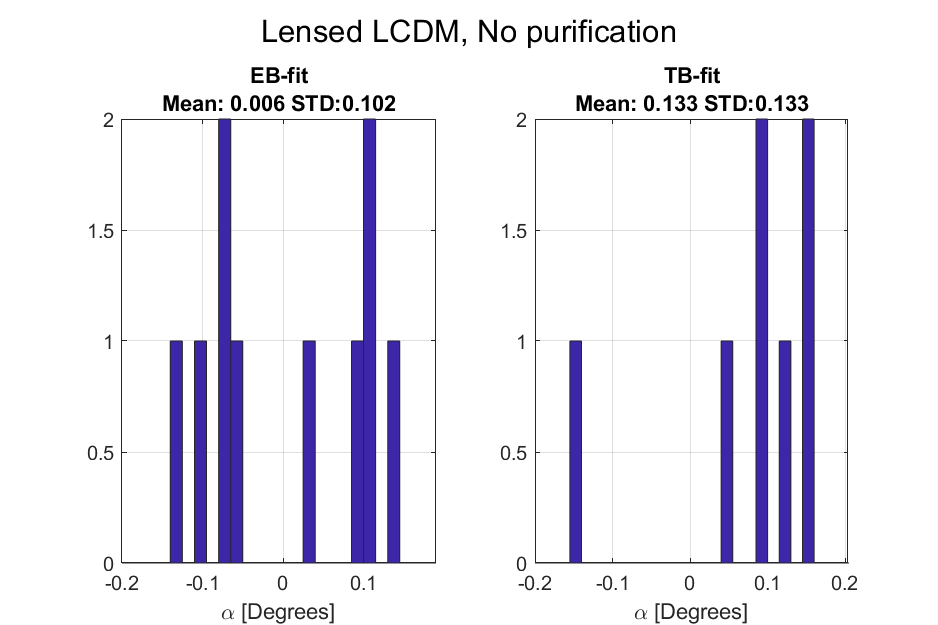 Lensed LCDM, No purification
EB-fit
Mean: 0.006 STD:0.102
2
1.5
1
0.5
0
-0.2
-0.1
0
0.1
α [Degrees]
TB-fit
Mean: 0.133 STD:0.133
2
1.5
1
0.5
0
-0.2
-0.1
0
0.1
0.2
α [Degrees]